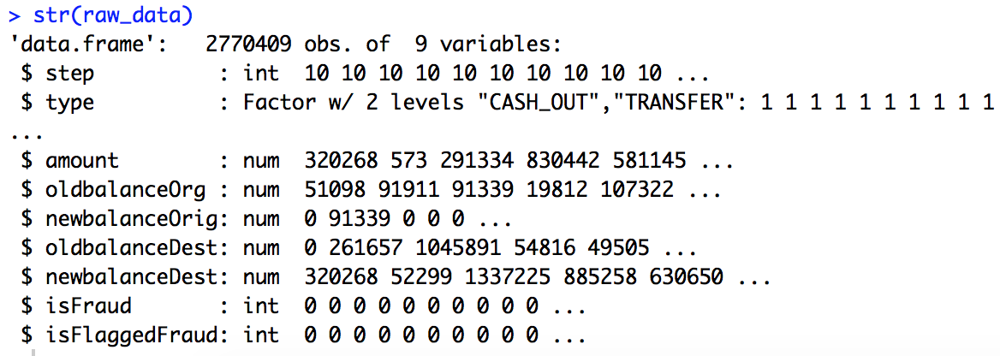 > str(raw_data)
'data.frame':   2770409 obs. of  9 variables:
 $ step          : int  10 10 10 10 10 10 10 10 10 10 ...
 $ type          : Factor w/ 2 levels "CASH_OUT","TRANSFER": 1 1 1 1 1 1 1 1 1 1
...
 $ amount        : num  320268 573 291334 830442 581145 ...
 $ oldbalanceOrg : num  51098 91911 91339 19812 107322 ...
 $ newbalanceOrig: num  0 91339 0 0 0 ...
 $ oldbalanceDest: num  0 261657 1045891 54816 49505 ...
 $ newbalanceDest: num  320268 52299 1337225 885258 630650 ...
 $ isFraud       : int  0 0 0 0 0 0 0 0 0 0 ...
 $ isFlaggedFraud: int  0 0 0 0 0 0 0 0 0 0 ...